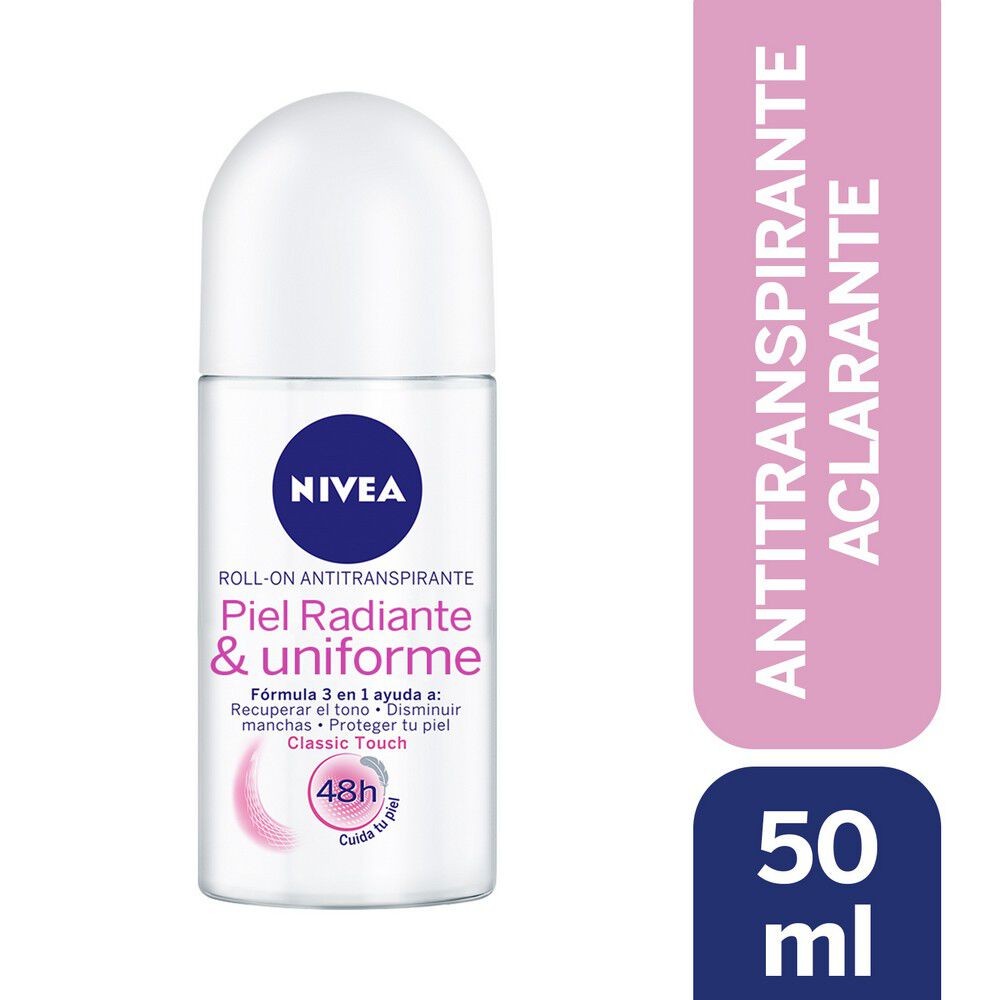 NIVEA
ROLL-ON ANTITRANSPIRANTE
Piel Radiante
& uniforme
Fórmula 3 en 1 ayuda a:
Recuperar el tono • Disminuir
manchas • Proteger tu piel
Classic Touch
48h
Cuida tu piel
ANTITRANSPIRANTE
ACLARANTE
50
ml